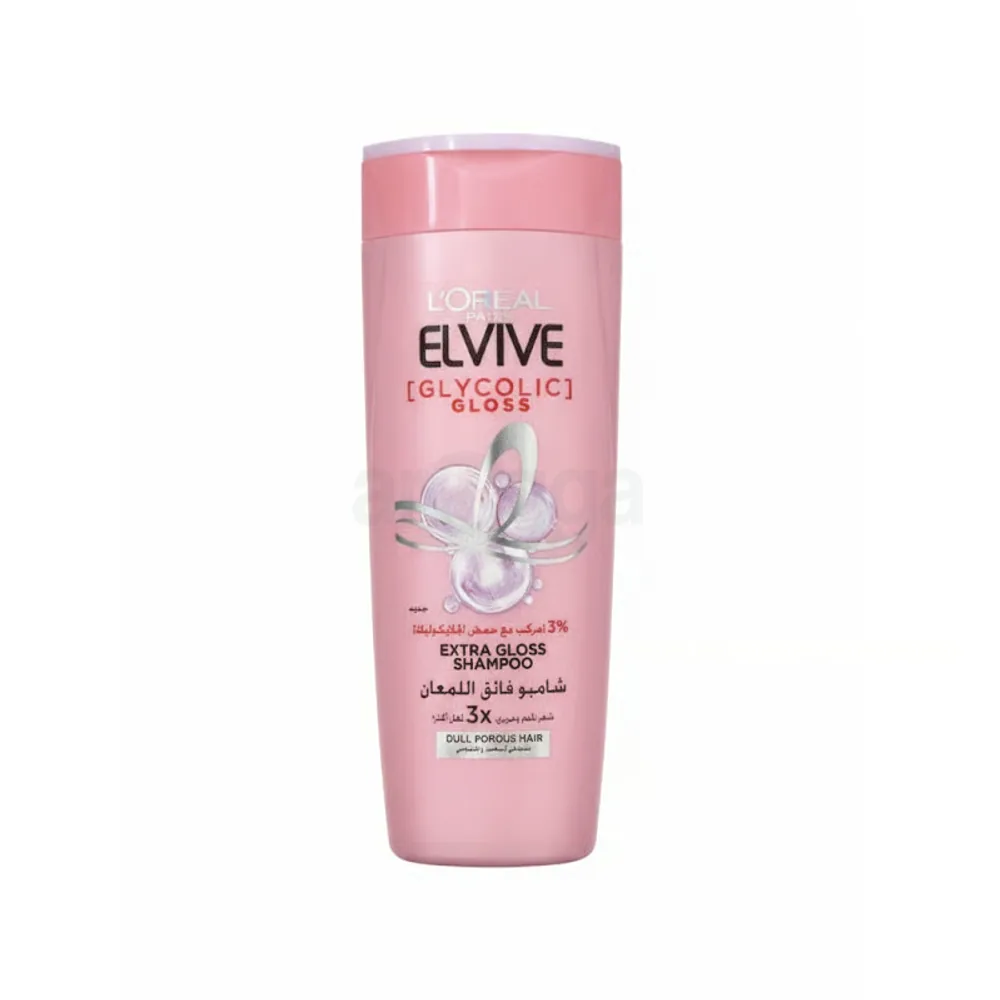 L'ORÉAL
PARIS
ELVIVE
[GLYCOLIC]
GLOSS
جديد
3% [مركب مع حمض الجلايكوليك]
EXTRA GLOSS
SHAMPOO
شامبو فائق اللمعان
3x
DULL POROUS HAIR